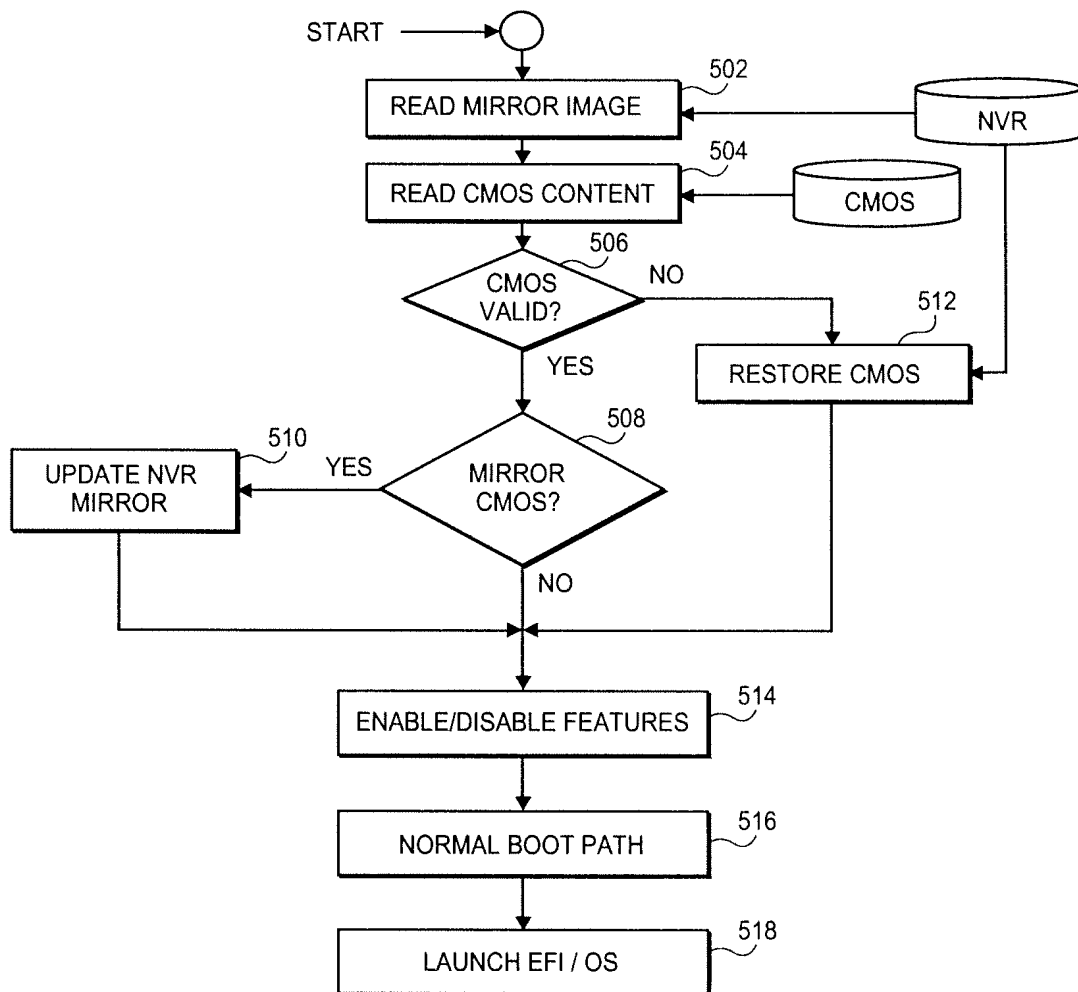 START
502
READ MIRROR IMAGE
NVR
504
READ CMOS CONTENT
CMOS
506
CMOS
VALID?
NO
YES
512
RESTORE CMOS
508
MIRROR
CMOS?
YES
510
UPDATE NVR
MIRROR
NO
514
ENABLE/DISABLE FEATURES
516
NORMAL BOOT PATH
518
LAUNCH EFI / OS